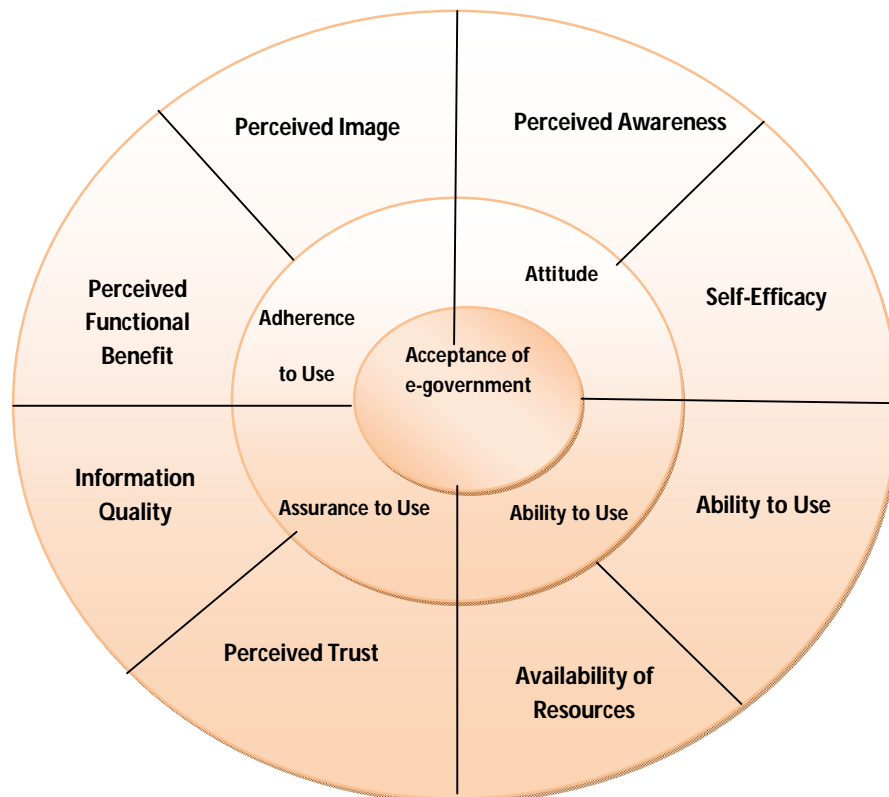 Perceived Image
Perceived Awareness
Attitude
Self-Efficacy
Perceived
Functional
Benefit
Adherence
to Use
Acceptance of
e-government
Information
Quality
Assurance to Use
Ability to Use
Ability to Use
Perceived Trust
Availability of
Resources